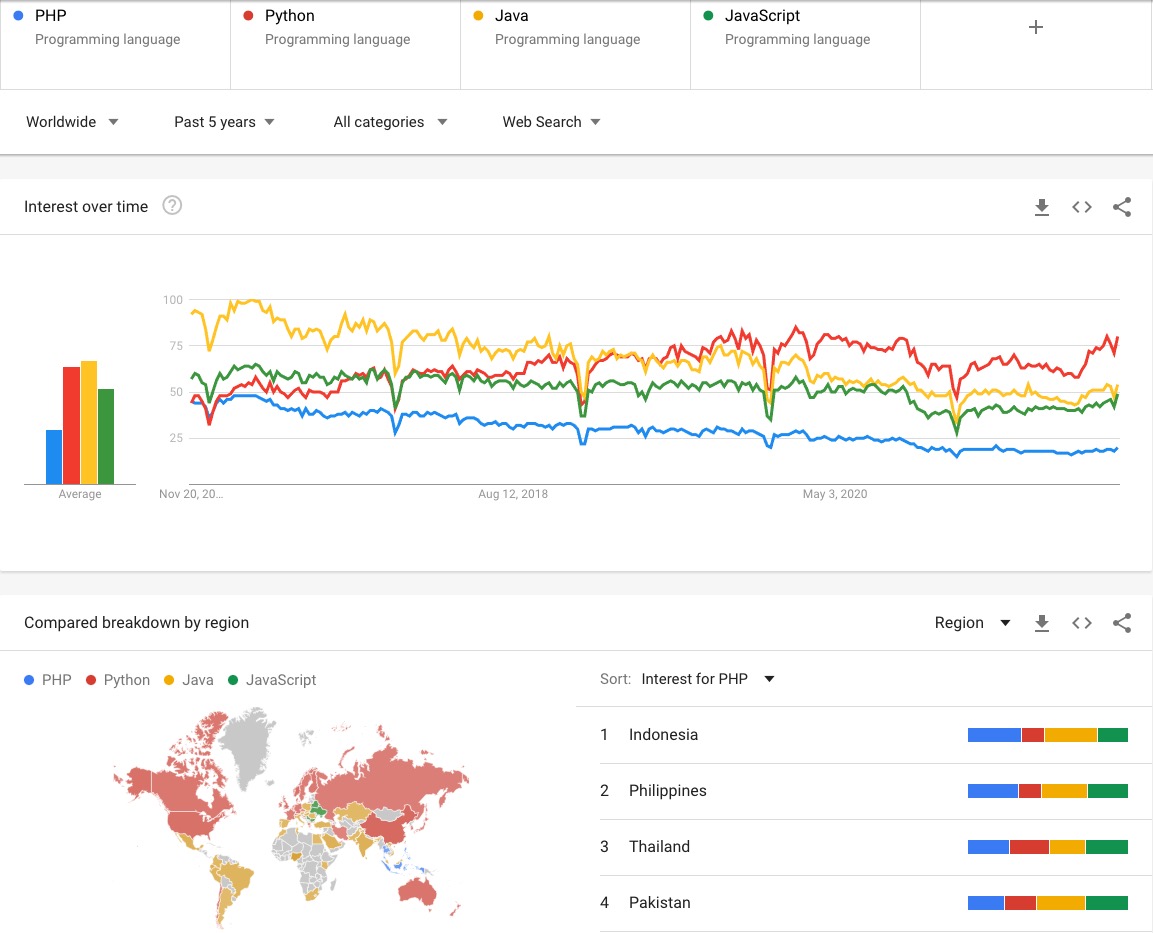 PHP
Programming language
Python
Programming language
Java
Programming language
JavaScript
Programming language
+
Worldwide
Past 5 years
All categories
Web Search
Interest over time ?
100
75
50
25
Average
Nov 20, 20...
Aug 12, 2018
May 3, 2020
Compared breakdown by region
Region
PHP Python Java JavaScript
Sort: Interest for PHP
1 Indonesia
2 Philippines
3 Thailand
4 Pakistan